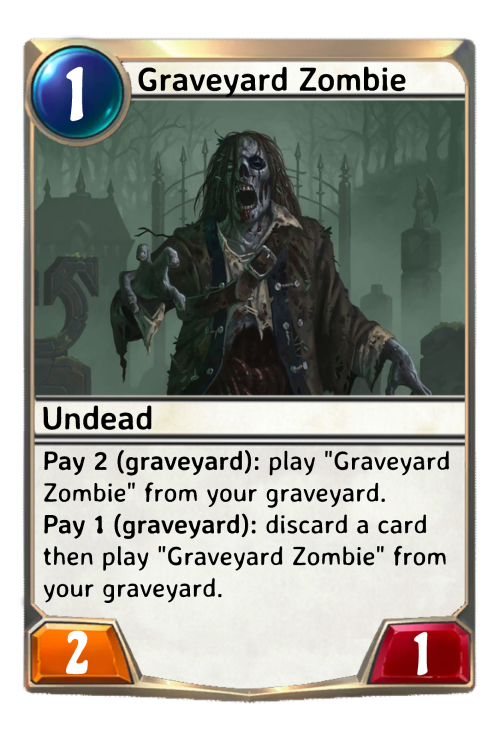 1
Graveyard Zombie
Undead
Pay 2 (graveyard): play "Graveyard
Zombie" from your graveyard.
Pay 1 (graveyard): discard a card
then play "Graveyard Zombie" from
your graveyard.
2
1